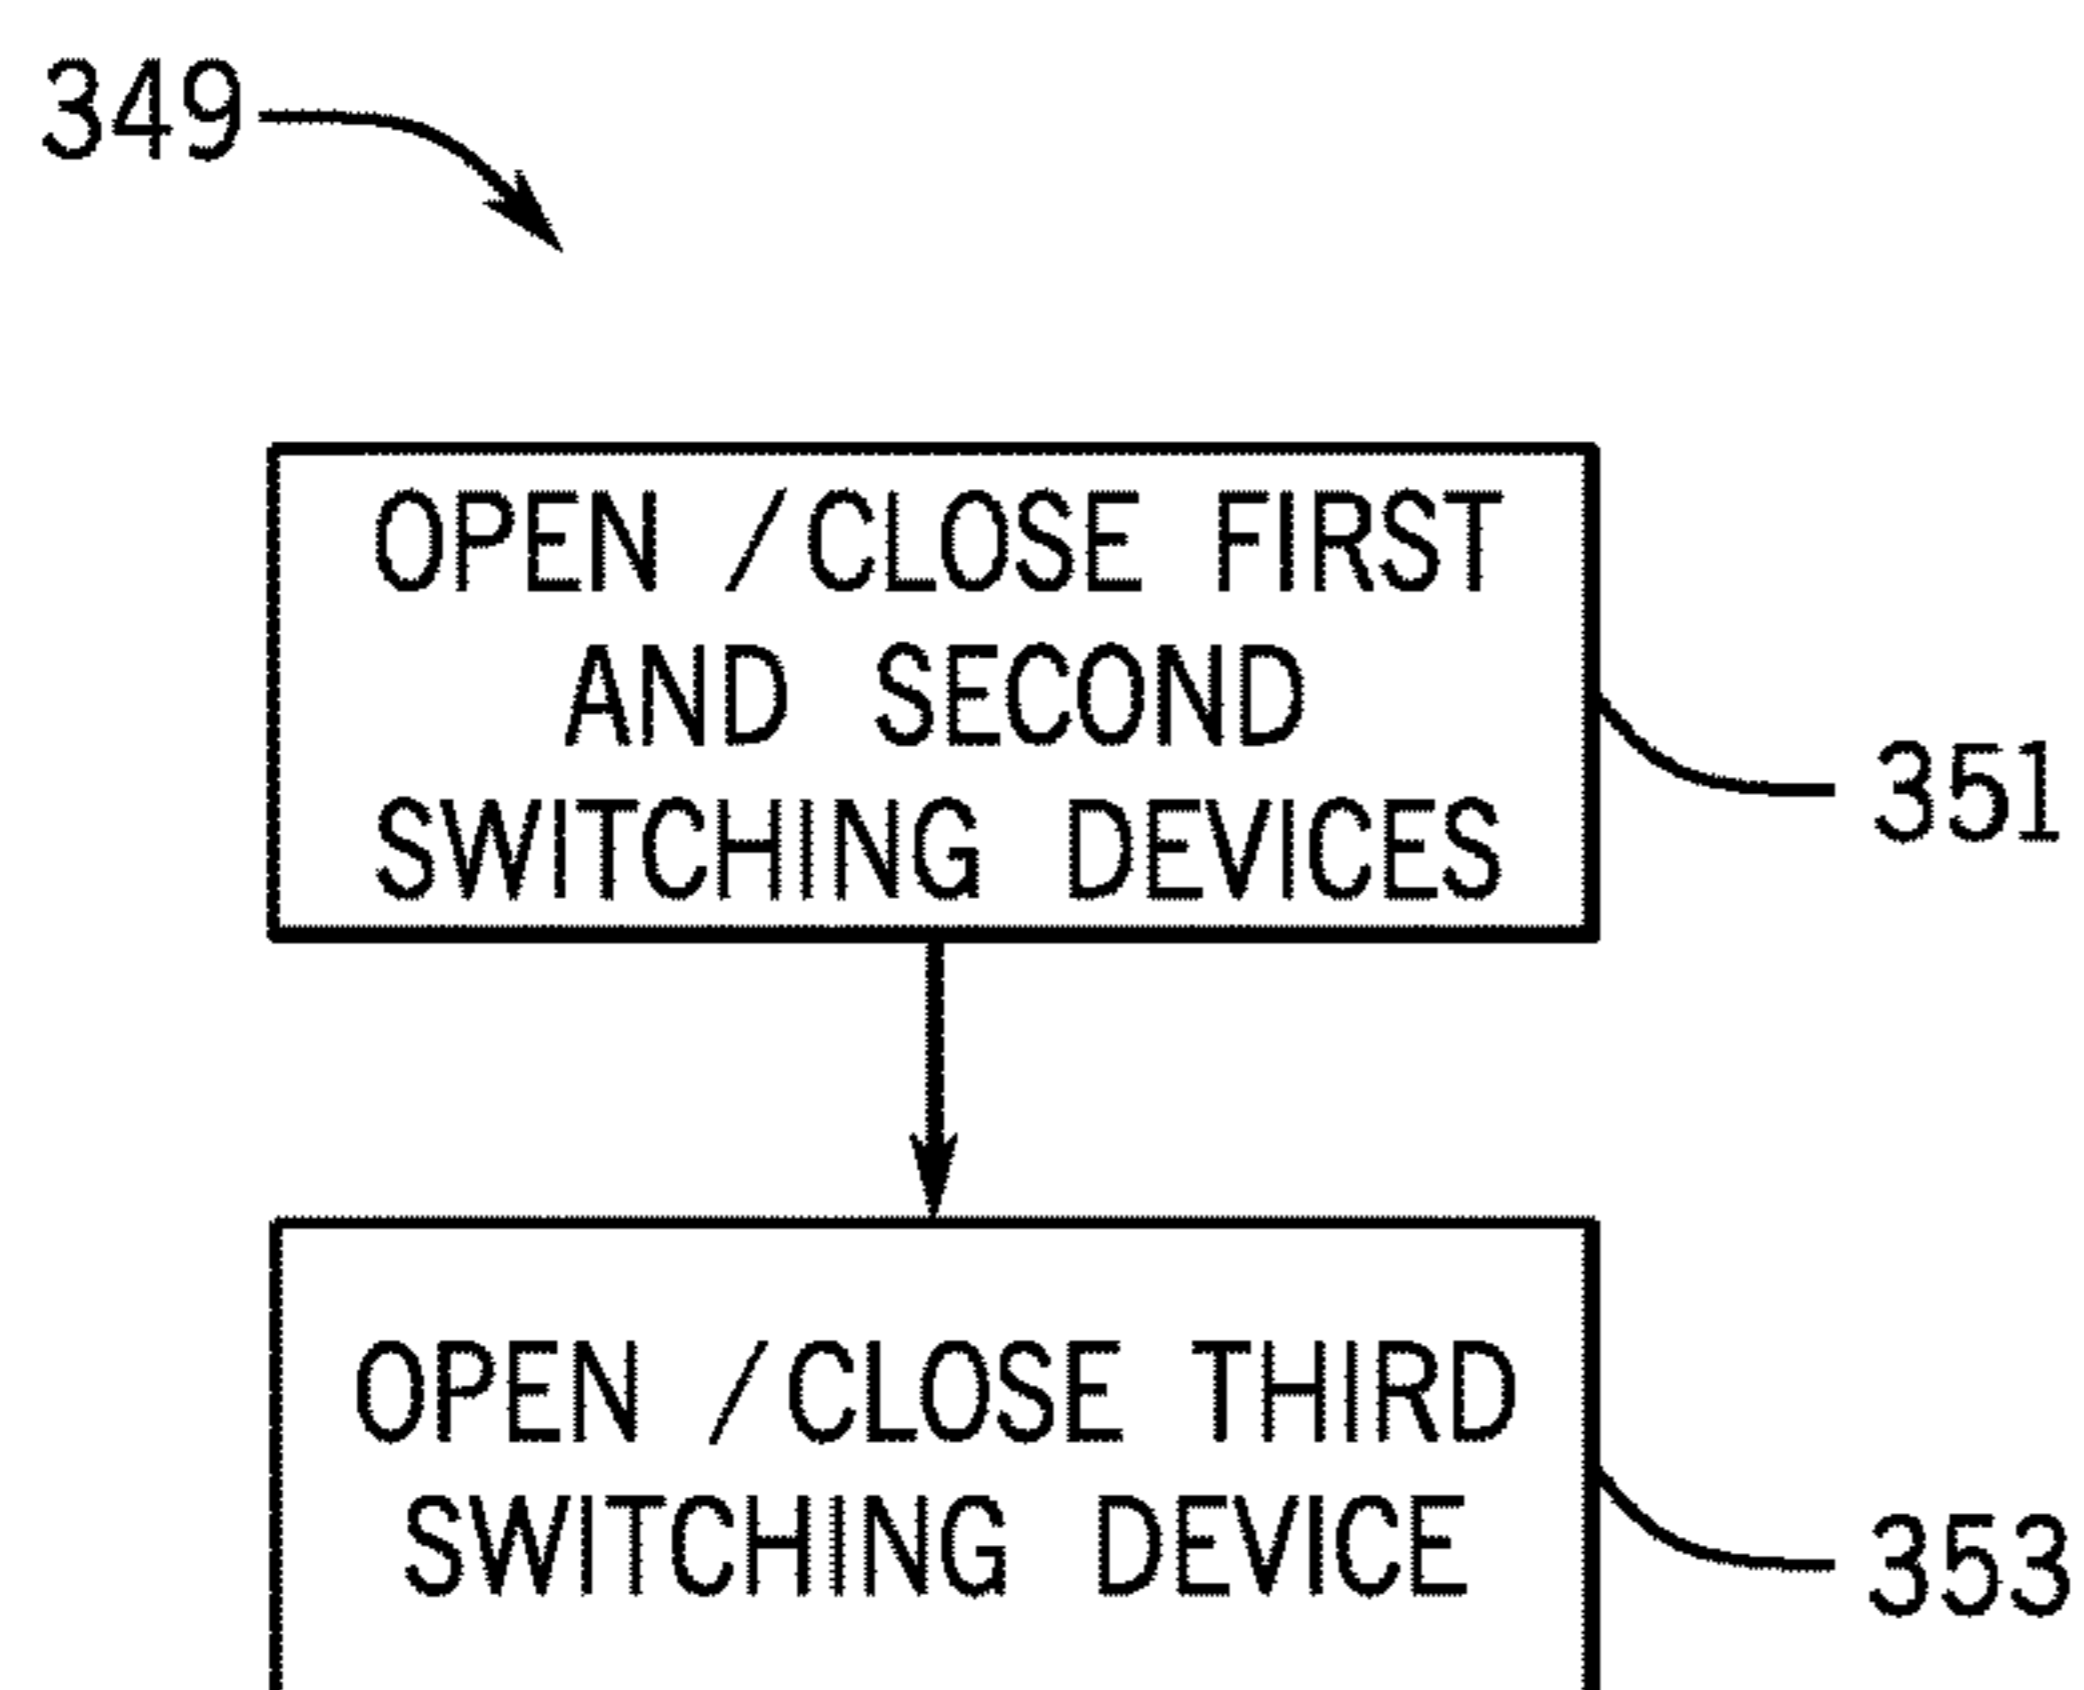 349
OPEN /CLOSE FIRST
AND SECOND
SWITCHING DEVICES
351
OPEN /CLOSE THIRD
SWITCHING DEVICE
353